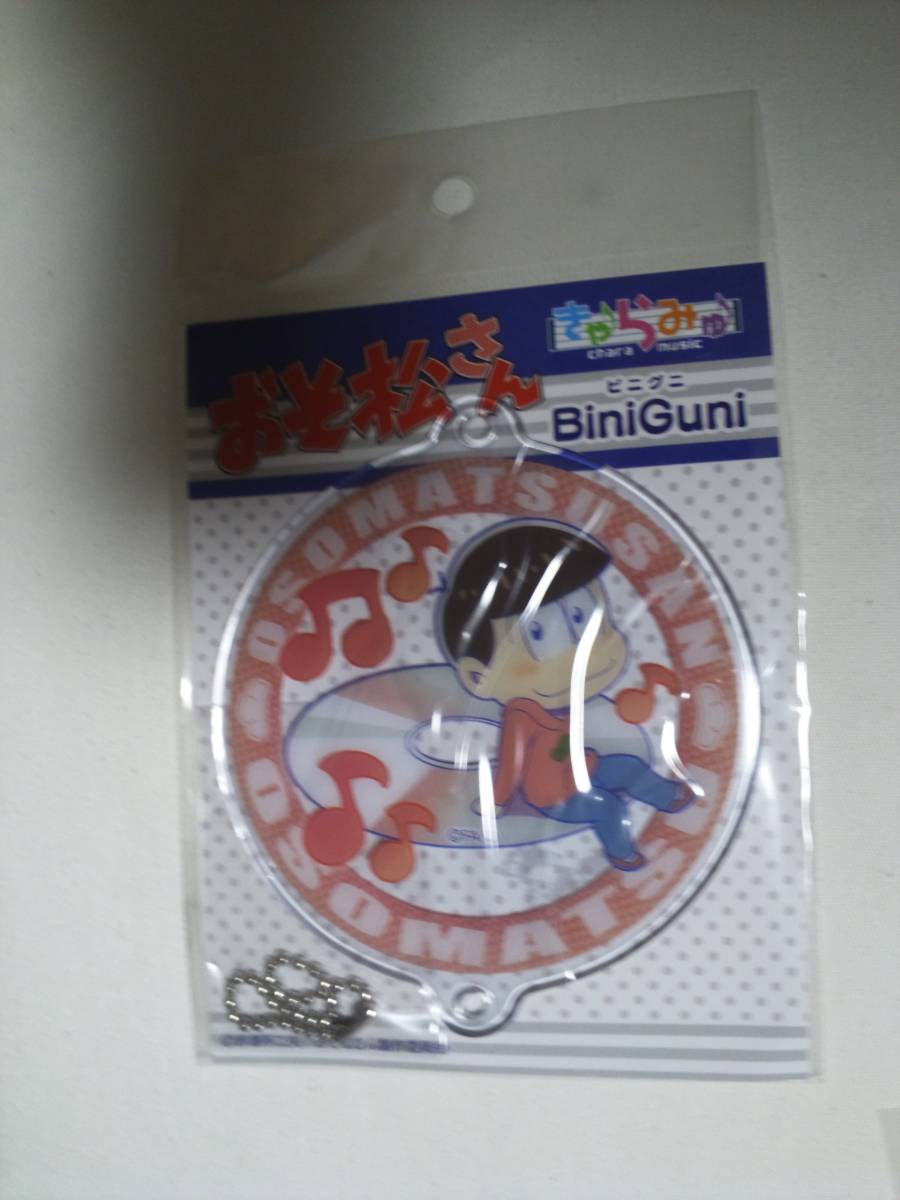 おそ松さん
きゃらみゅ
chara music
ビニグニ
BiniGuni
OSOMATSUSAN
OSOMATSU